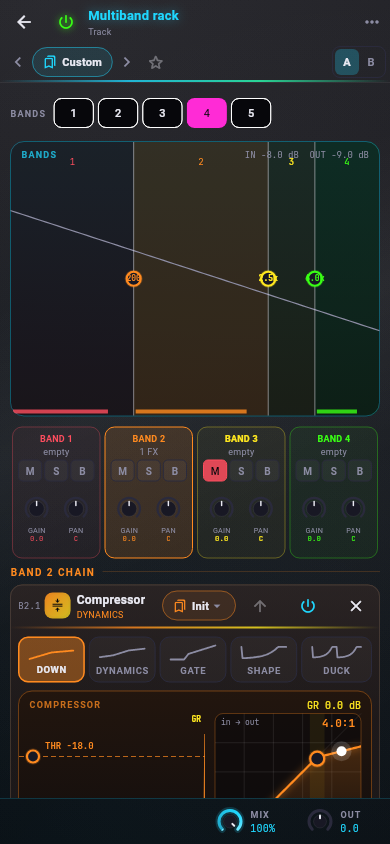 Multiband rack
Track
Custom
A B
BANDS 1 2 3 4 5
BANDS IN -8.0 dB OUT -9.0 dB
1 2 3 4
200
BAND 1 BAND 2 BAND 3 BAND 4
empty 1 FX empty empty
M S B M S B M S B M S B
GAIN PAN GAIN PAN GAIN PAN GAIN PAN
0.0 C 0.0 C 0.0 C 0.0 C
BAND 2 CHAIN
B2.1 Compressor Init
DYNAMICS
DOWN DYNAMICS GATE SHAPE DUCK
COMPRESSOR GR 0.0 dB
GR in → out 4.0:1
THR -18.0
MIX OUT
100% 0.0